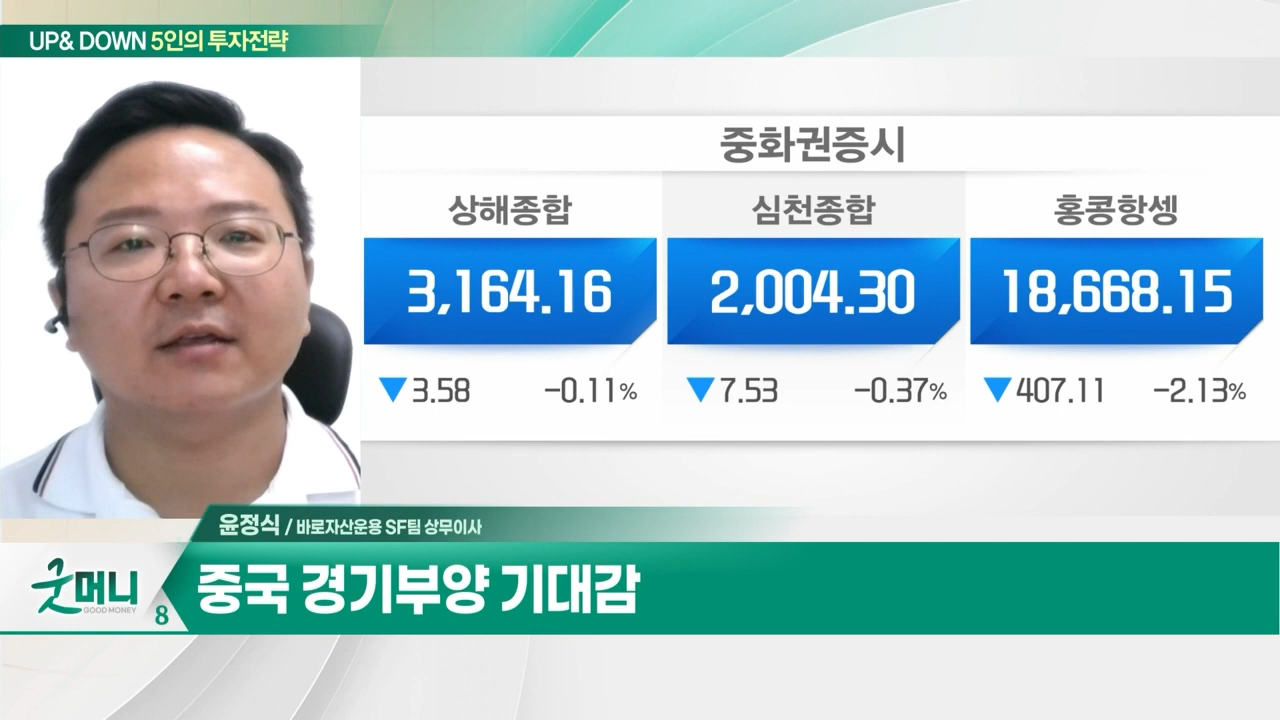 UP& DOWN 5인의 투자전략
중화권증시
상해종합 심천종합 홍콩항셍
3,164.16 2,004.30 18,668.15
▼3.58 -0.11% ▼7.53 -0.37% ▼407.11 -2.13%
윤정식 / 바로자산운용 SF팀 상무이사
굿머니
GOOD MONEY
8
중국 경기부양 기대감